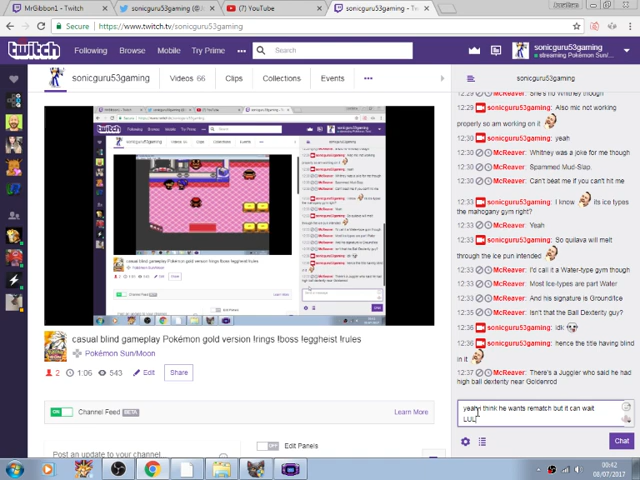 MrGibbon1 - Twitch
sonicguru53gaming (@
(7) YouTube
sonicguru53gaming - Twitch
Secure | https://www.twitch.tv/sonicguru53gaming
twitch
Following
Browse
Mobile
Try Prime
Search
sonicguru53gaming
streaming Pokémon Su
sonicguru53gaming
Videos 66
Clips
Collections
Events
sonicguru53gaming
12:29 McReaver: She's no Whitney though
12:29 sonicguru53gaming: Also mic not working
properly so am working on it
12:30 sonicguru53gaming: yeah
12:30 McReaver: Whitney was a joke for me though
12:30 McReaver: Spammed Mud-Slap.
12:30 McReaver: Can't beat me if you can't hit me
12:33 sonicguru53gaming: I know its ice types
the mahogany gym right?
12:33 McReaver: Yeah
12:33 sonicguru53gaming: So quilava will melt
through the ice pun intended
12:33 McReaver: I'd call it a Water-type gym though
12:33 McReaver: Most Ice-types are part Water
12:34 McReaver: And his signature is Ground/Ice
12:35 McReaver: Isn't that the Ball Dexterity guy?
12:36 sonicguru53gaming: idk
12:36 sonicguru53gaming: hence the title having blind
in it
12:37 McReaver: There's a Juggler who said he had
high ball dexterity near Goldenrod
yeah i think he wants rematch but it can wait
LUL
Chat
casual blind gameplay Pokémon gold version !rings !boss !eggheist !rules
Pokémon Sun/Moon
2
1:06
543
Edit
Share
ON
Channel Feed
Learn More
OFF
Edit Panels
Post an update to your channel
00:42
08/07/2017